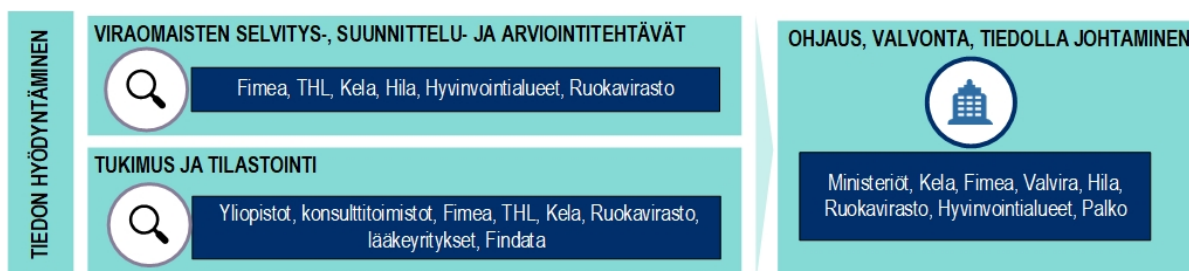 TIEDON HYÖDYNTÄMINEN
VIRAOMAISTEN SELVITYS-, SUUNNITTELU- JA ARVIOINTITEHTÄVÄT
Fimea, THL, Kela, Hila, Hyvinvointialueet, Ruokavirasto
TUKIMUS JA TILASTOINTI
Yliopistot, konsulttitoimistot, Fimea, THL, Kela, Ruokavirasto,
lääkeyritykset, Findata
OHJAUS, VALVONTA, TIEDOLLA JOHTAMINEN
Ministeriöt, Kela, Fimea, Valvira, Hila,
Ruokavirasto, Hyvinvointialueet, Palko